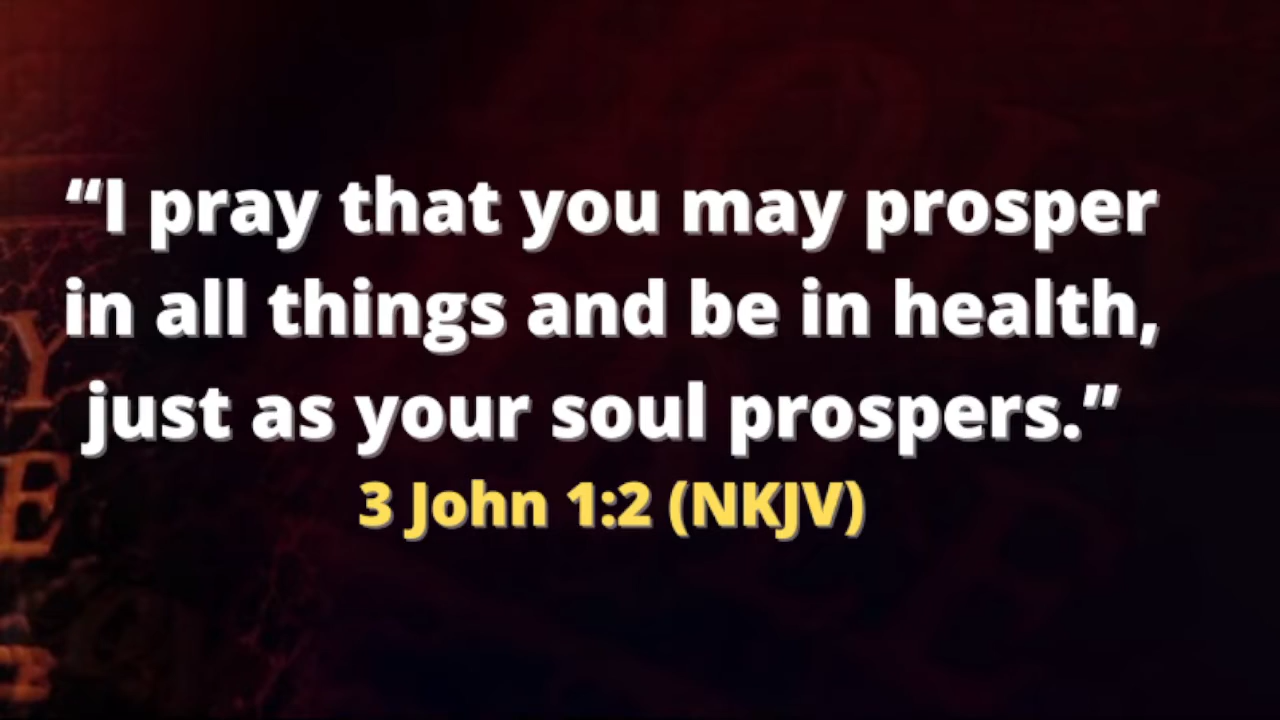 “I pray that you may prosper
in all things and be in health,
just as your soul prospers.”
3 John 1:2 (NKJV)
Y
E